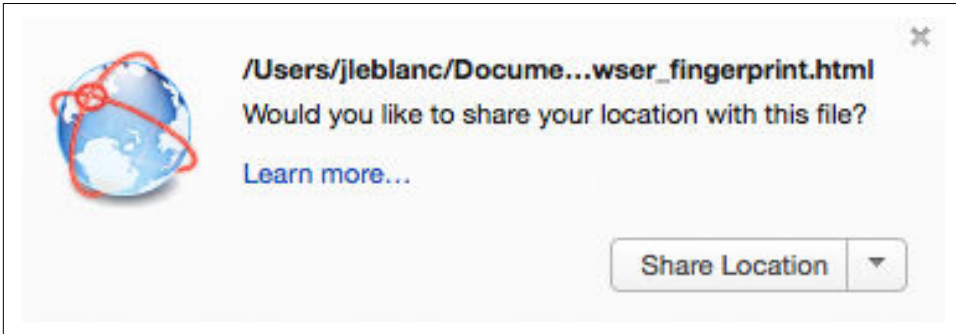 /Users/jleblanc/Docume...wser_fingerprint.html
Would you like to share your location with this file?
Learn more...
Share Location